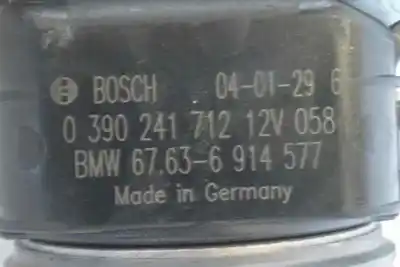 BOSCH 04-01-29 6
0 390 241 712 12V 058
BMW 67.63-6 914 577
Made in Germany